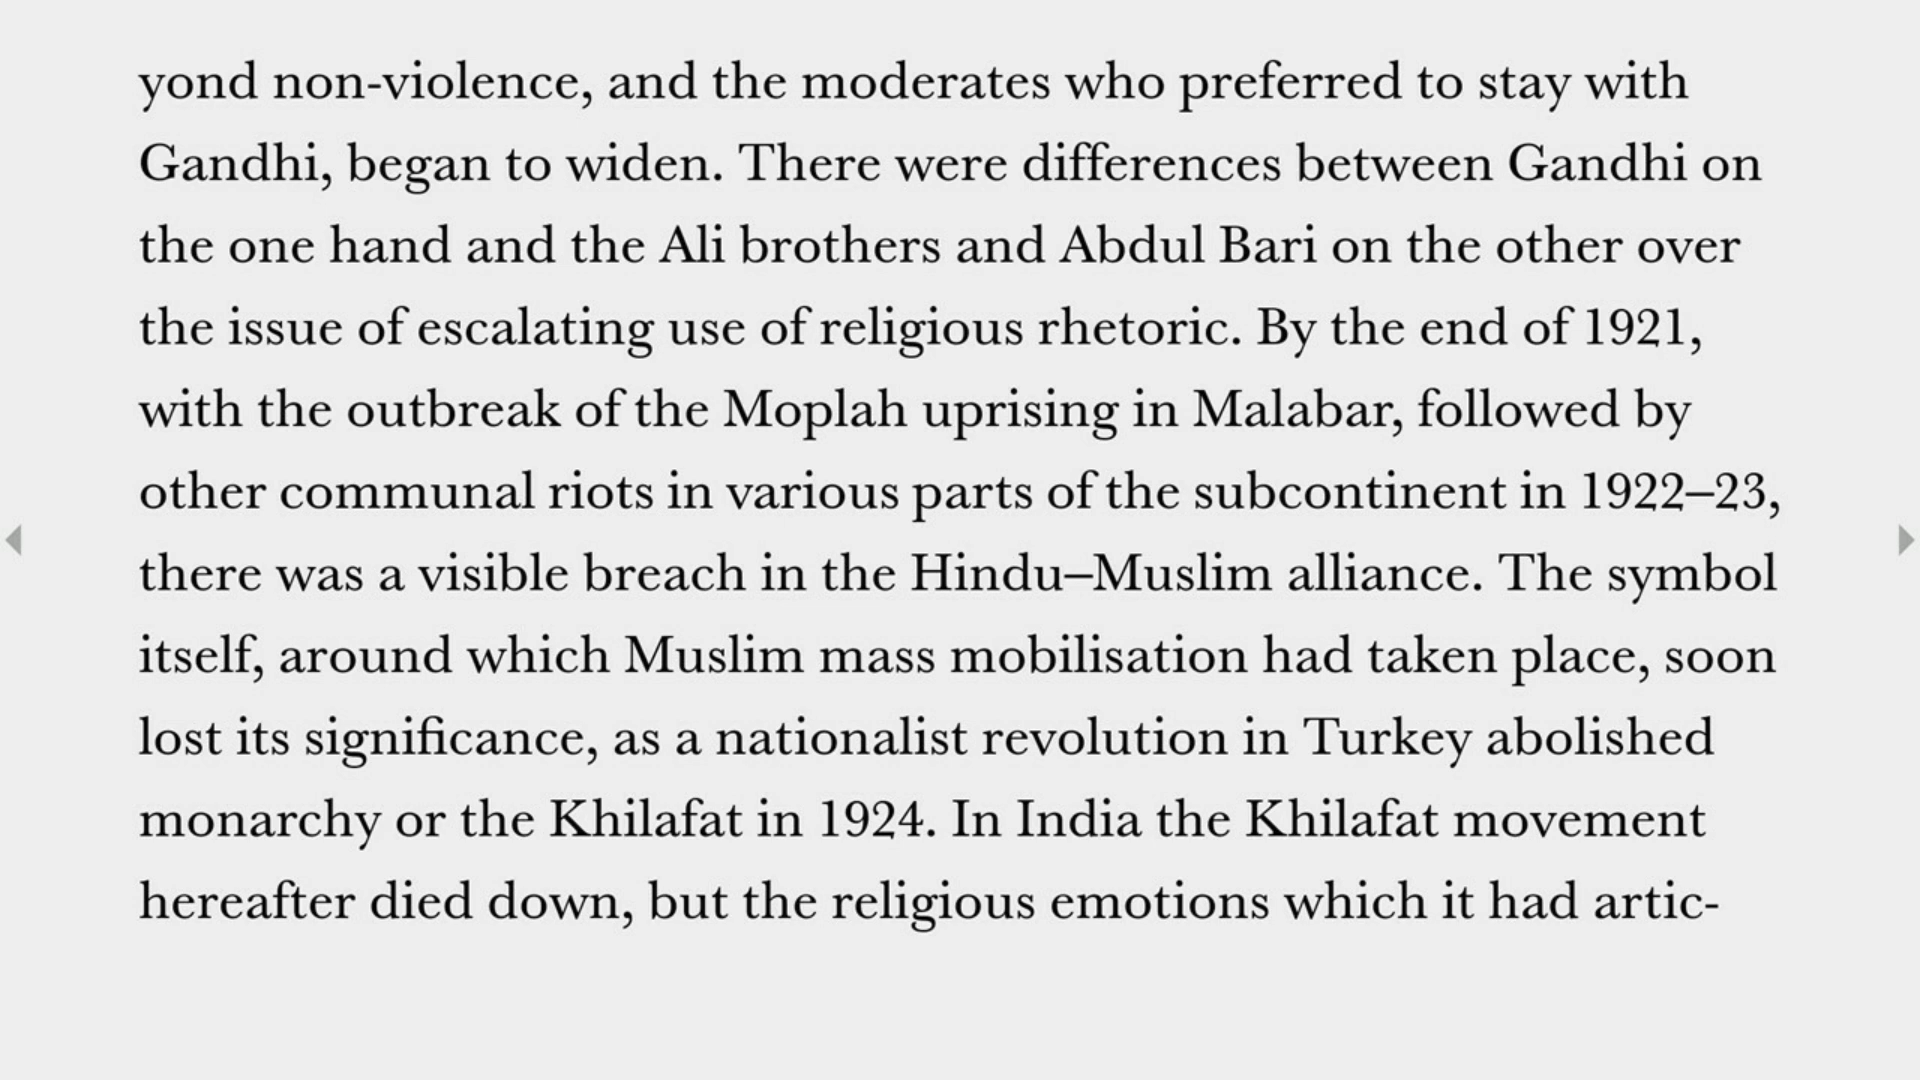 yond non-violence, and the moderates who preferred to stay with
Gandhi, began to widen. There were differences between Gandhi on
the one hand and the Ali brothers and Abdul Bari on the other over
the issue of escalating use of religious rhetoric. By the end of 1921,
with the outbreak of the Moplah uprising in Malabar, followed by
other communal riots in various parts of the subcontinent in 1922–23,
there was a visible breach in the Hindu–Muslim alliance. The symbol
itself, around which Muslim mass mobilisation had taken place, soon
lost its significance, as a nationalist revolution in Turkey abolished
monarchy or the Khilafat in 1924. In India the Khilafat movement
hereafter died down, but the religious emotions which it had artic-